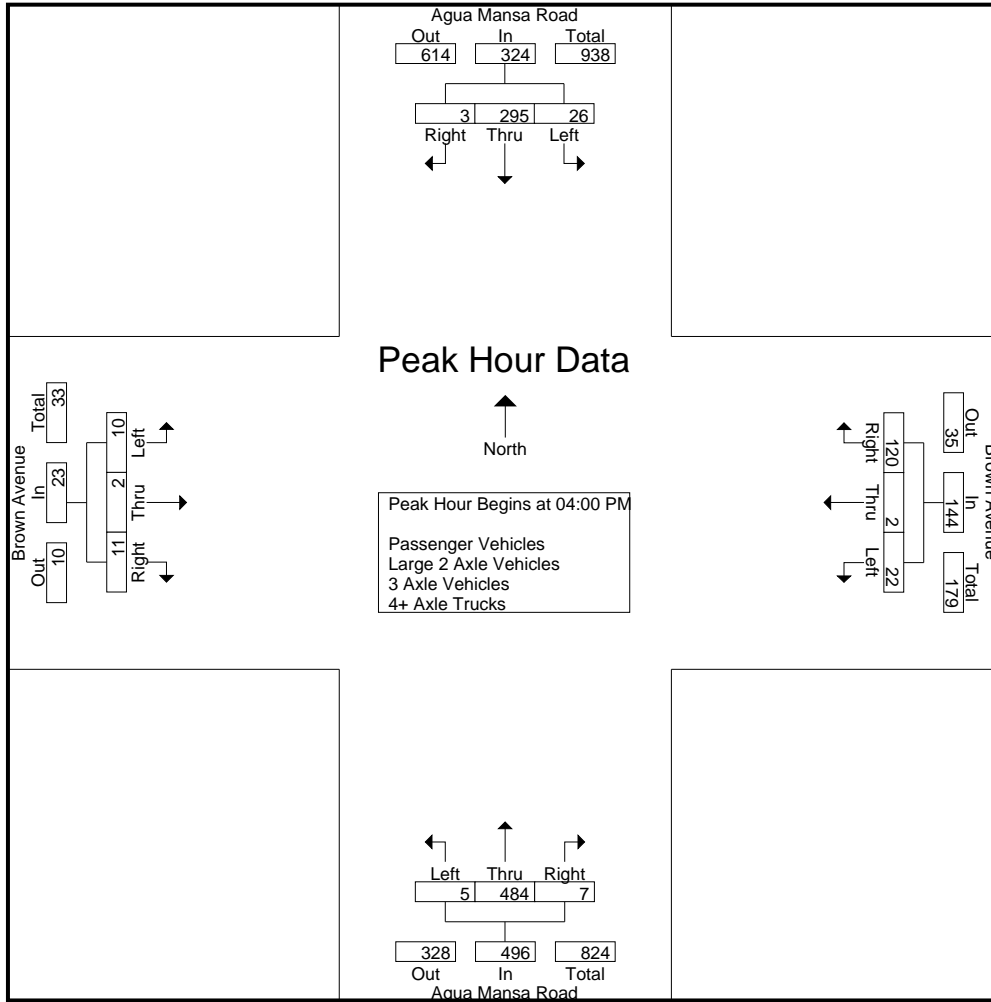 Agua Mansa Road
Out In Total
614 324 938
3 295 26
Right Thru Left
Peak Hour Data
North
Peak Hour Begins at 04:00 PM
Passenger Vehicles
Large 2 Axle Vehicles
3 Axle Vehicles
4+ Axle Trucks
Brown Avenue
Total In Out
33 23 10
10 2 11
Left Thru Right
Right Thru Left
120 2 22
Out In Total
35 144 179
Brown Avenue
Left Thru Right
5 484 7
328 496 824
Out In Total
Agua Mansa Road